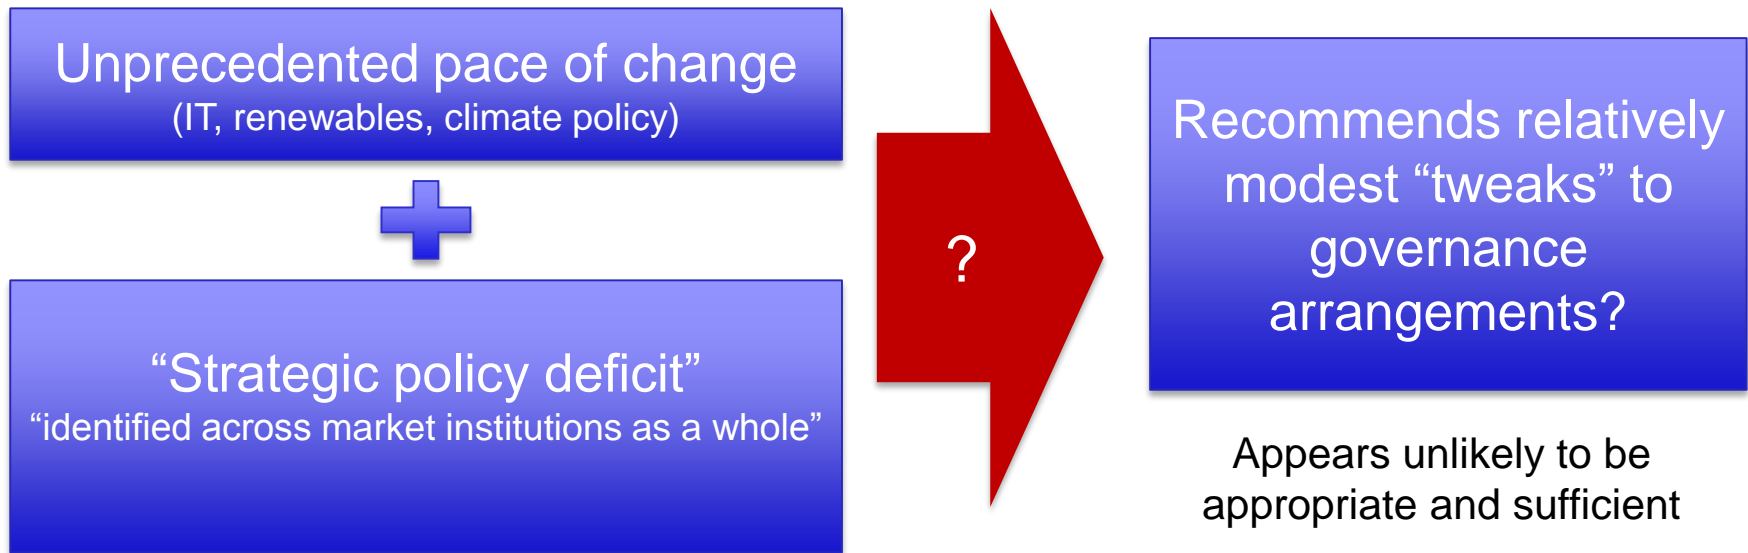 Unprecedented pace of change
(IT, renewables, climate policy)
“Strategic policy deficit”
“identified across market institutions as a whole”
?
Recommends relatively
modest “tweaks” to
governance
arrangements?
Appears unlikely to be
appropriate and sufficient